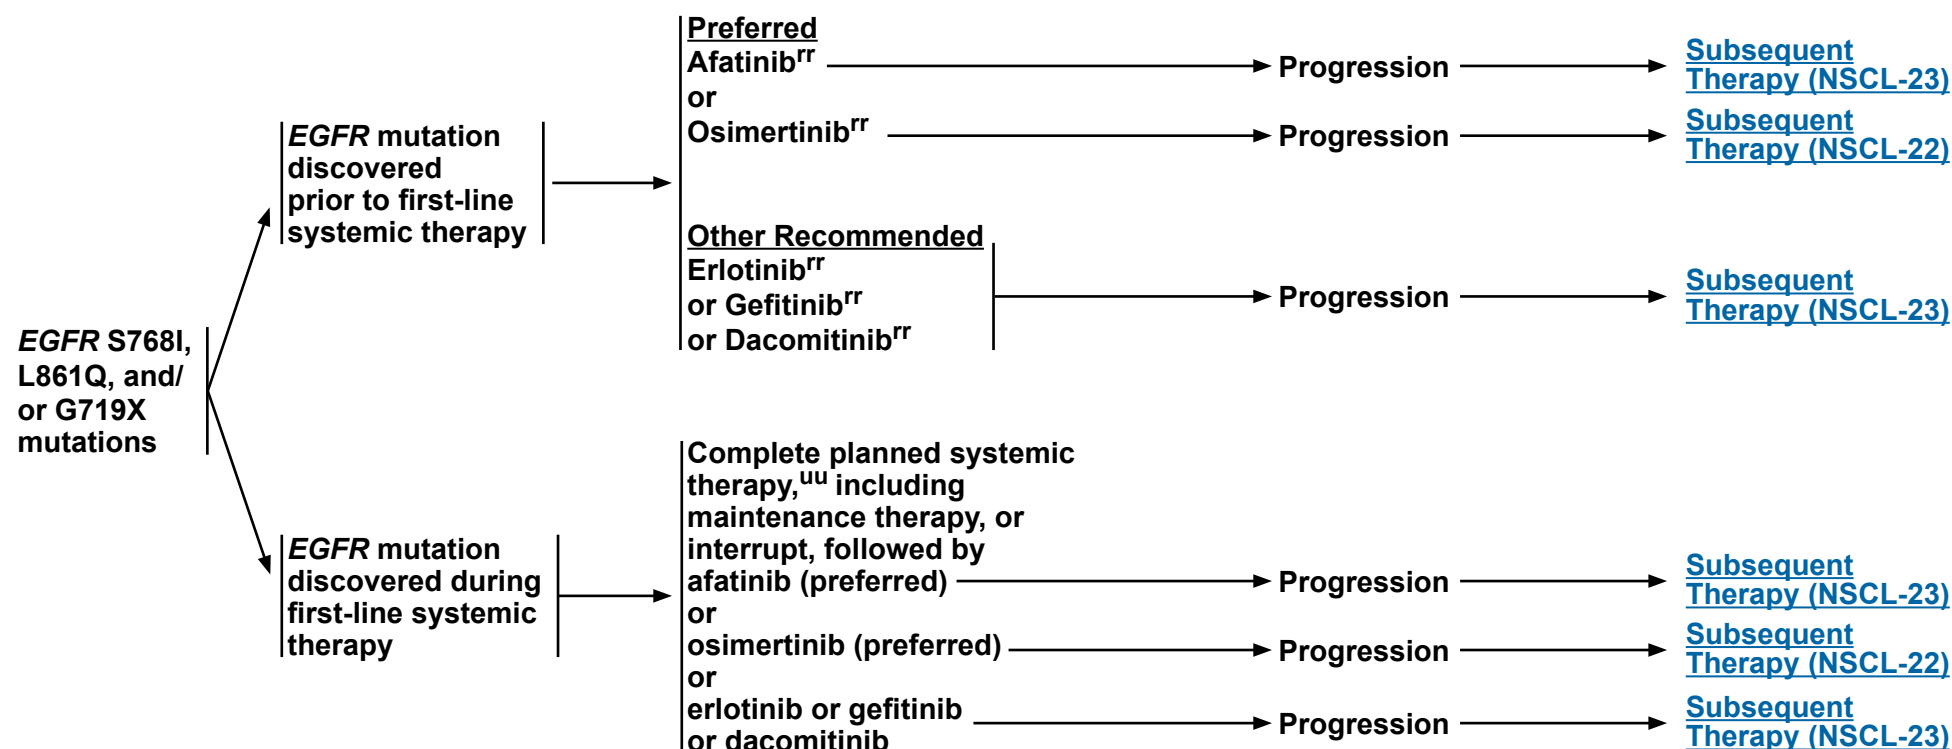 EGFR S768I,
L861Q, and/
or G719X
mutations
EGFR mutation
discovered
prior to first-line
systemic therapy
Preferred
Afatinibrr
or
Osimertinibrr
Progression
Subsequent
Therapy (NSCL-23)
Progression
Subsequent
Therapy (NSCL-22)
Other Recommended
Erlotinibrr
or Gefitinibrr
or Dacomitinibrr
Progression
Subsequent
Therapy (NSCL-23)
EGFR mutation
discovered during
first-line systemic
therapy
Complete planned systemic
therapy,uu including
maintenance therapy, or
interrupt, followed by
afatinib (preferred)
or
osimertinib (preferred)
or
erlotinib or gefitinib
or dacomitinib
Progression
Subsequent
Therapy (NSCL-23)
Progression
Subsequent
Therapy (NSCL-22)
Progression
Subsequent
Therapy (NSCL-23)